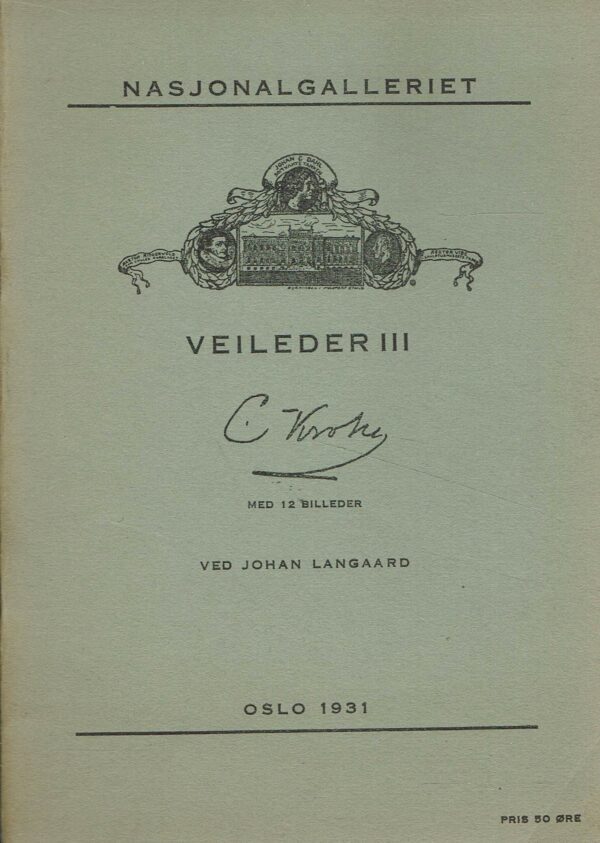 NASJONALGALLERIET
JOHAN C DAHL
VEILEDER III
C. Krohg
MED 12 BILLEDER
VED JOHAN LANGAARD
OSLO 1931
PRIS 50 ØRE